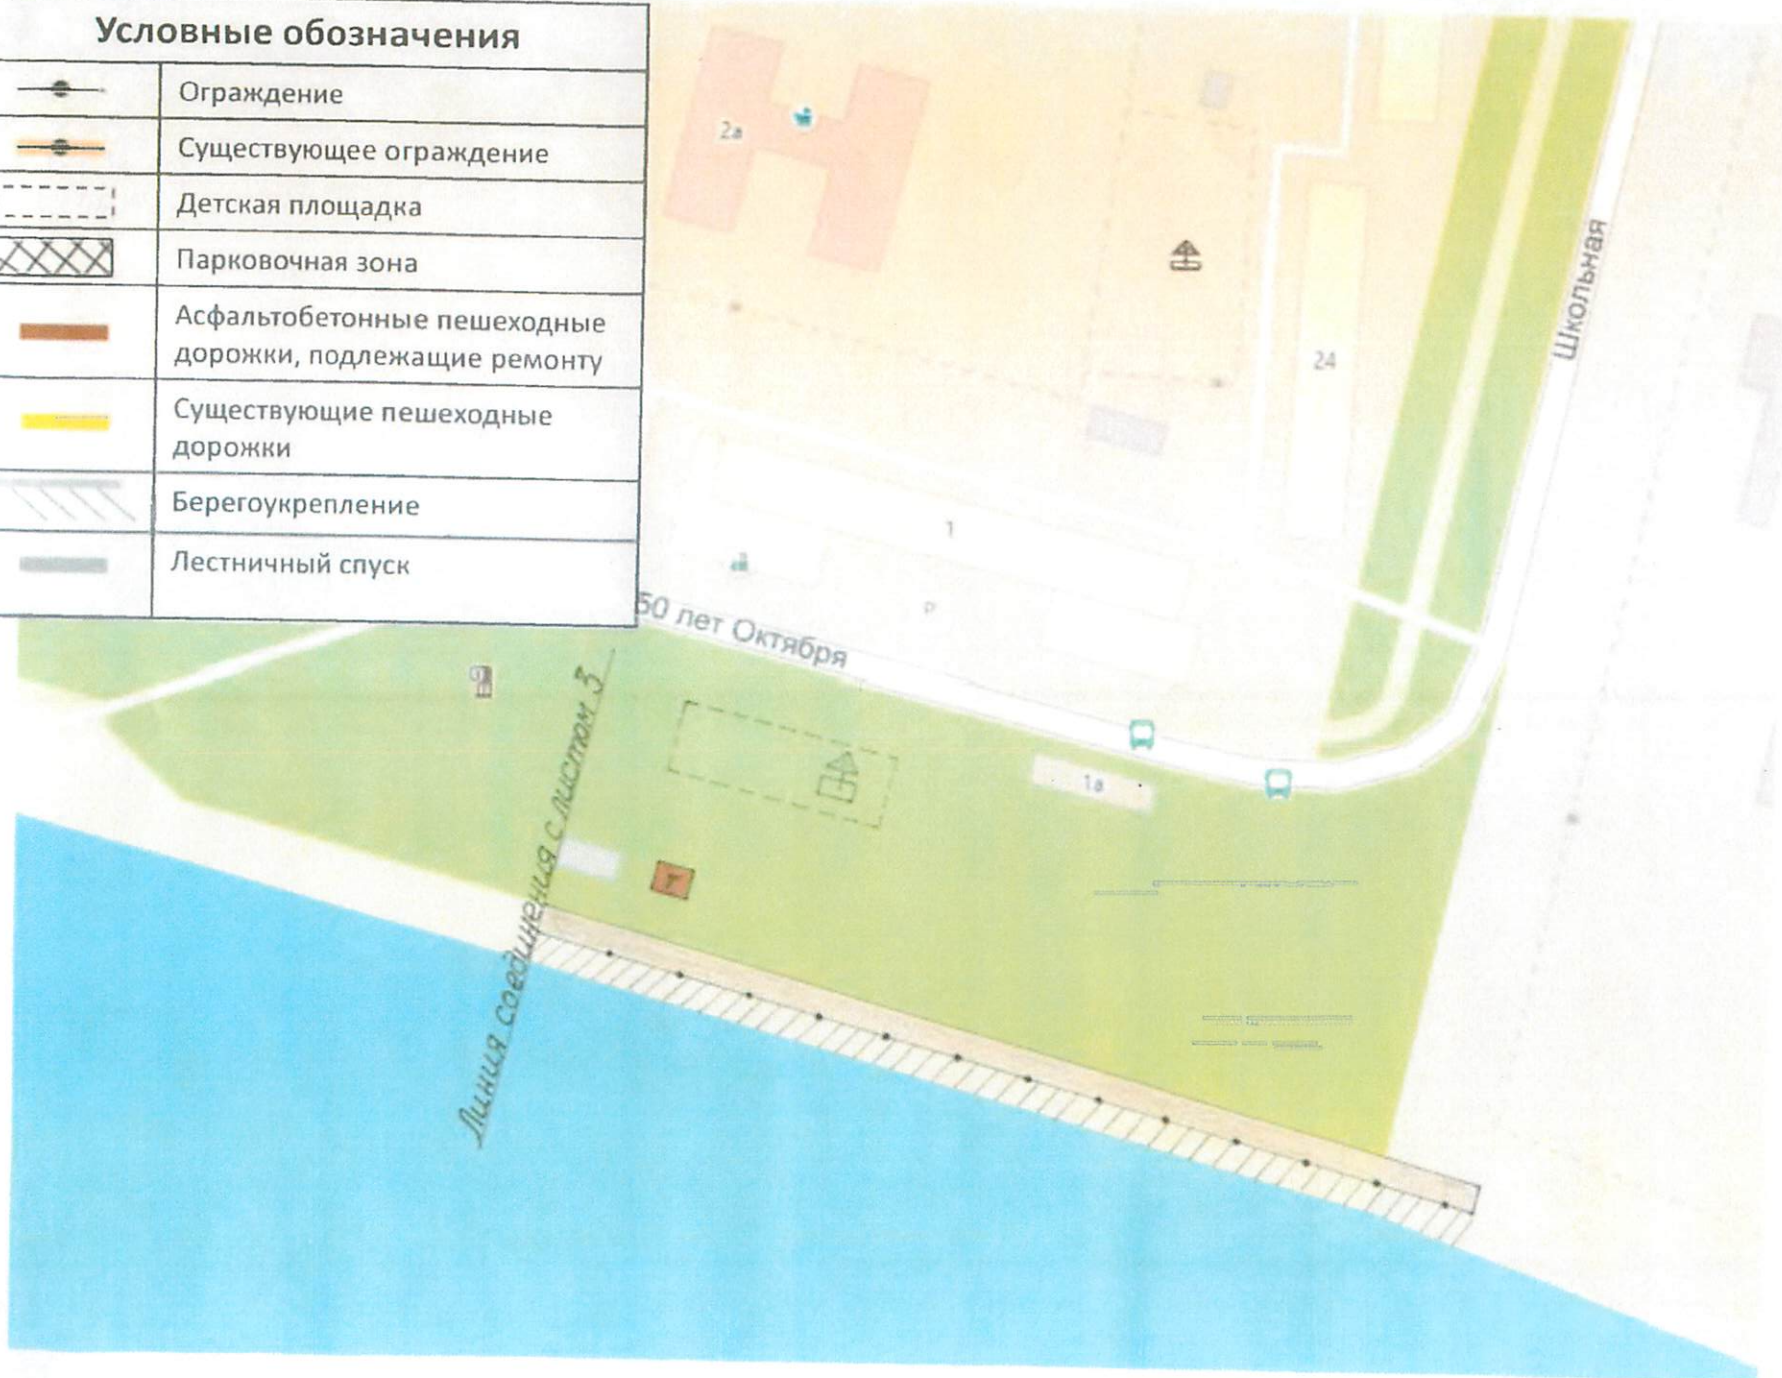 Условные обозначения
Ограждение
Существующее ограждение
Детская площадка
Парковочная зона
Асфальтобетонные пешеходные
дорожки, подлежащие ремонту
Существующие пешеходные
дорожки
Берегоукрепление
Лестничный спуск
2а
Школьная
24
1
Р
50 лет Октября
1а
Линия соединения с листом 3